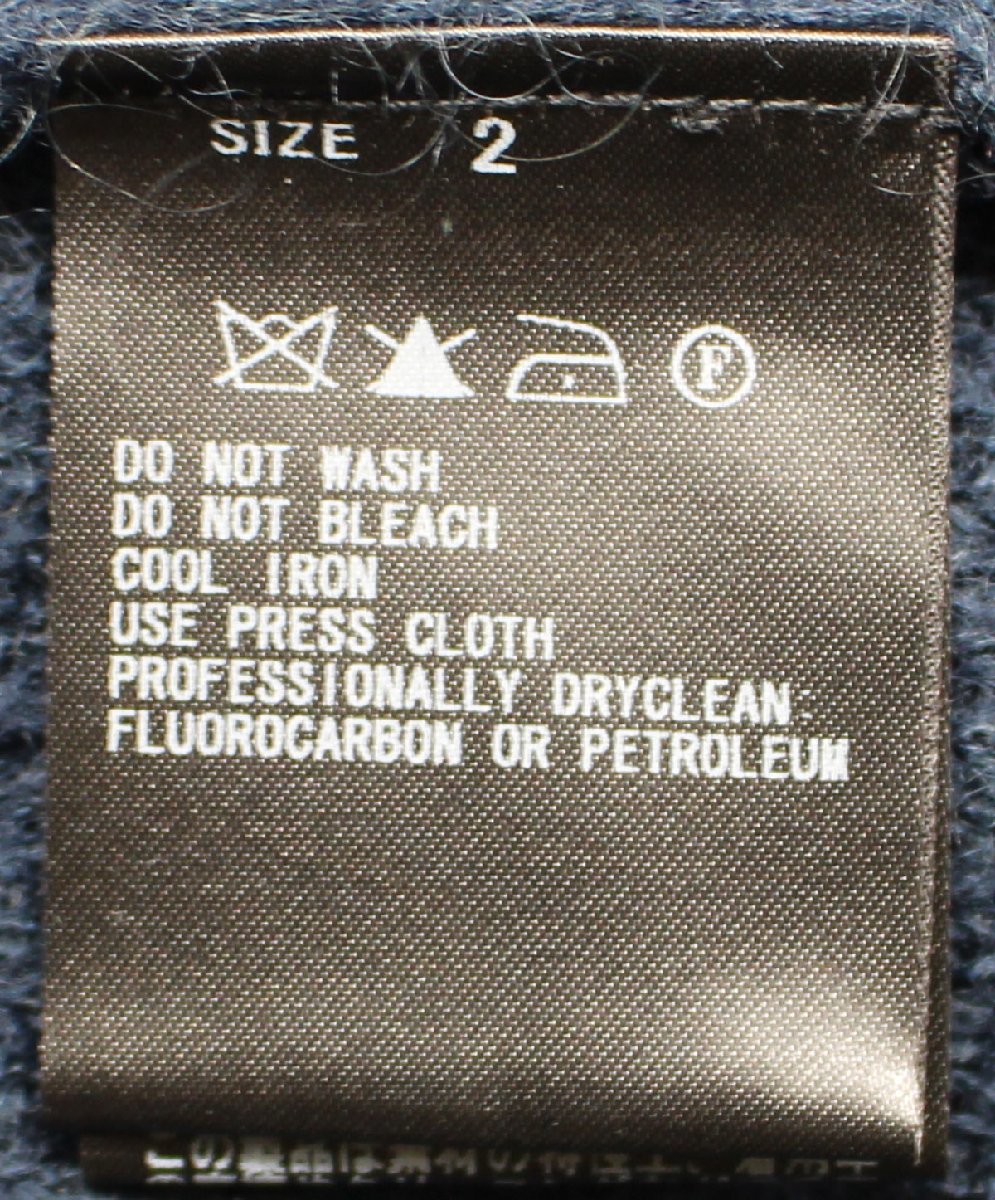 SIZE 2
F
DO NOT WASH
DO NOT BLEACH
COOL IRON
USE PRESS CLOTH
PROFESSIONALLY DRYCLEAN.
FLUOROCARBON OR PETROLEUM